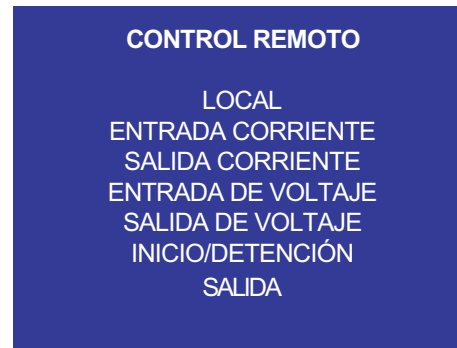 CONTROL REMOTO
LOCAL
ENTRADA CORRIENTE
SALIDA CORRIENTE
ENTRADA DE VOLTAJE
SALIDA DE VOLTAJE
INICIO/DETENCIÓN
SALIDA